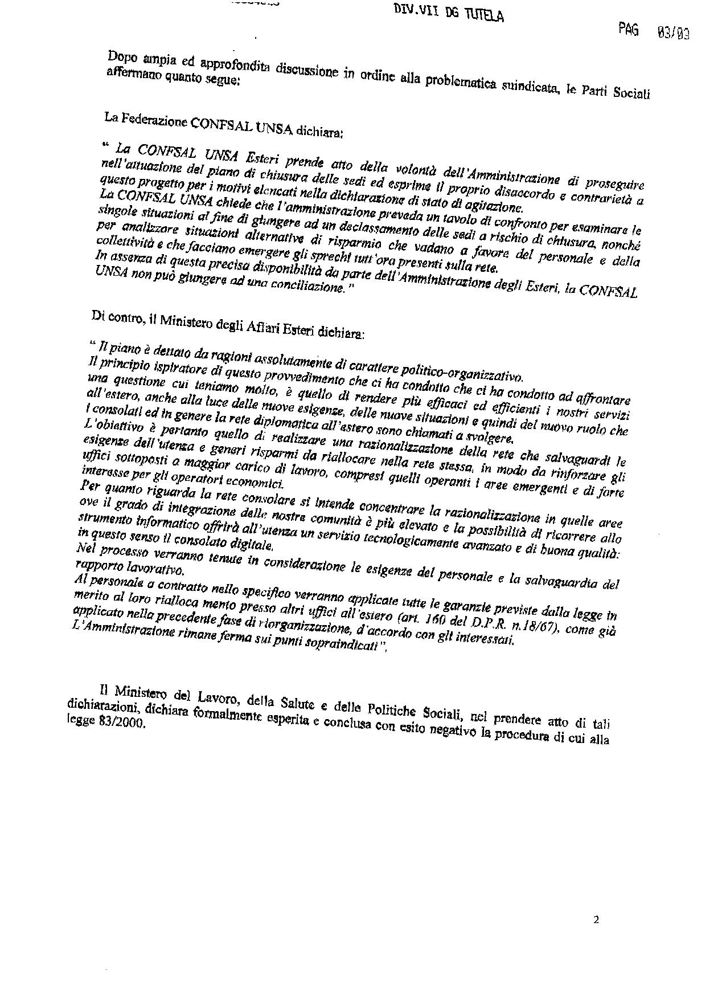 DIV.VII DG TUTELA
PAG 03/03
Dopo ampia ed approfondita discussione in ordine alla problematica suindicata, le Parti Sociali
affermano quanto segue:
La Federazione CONFSAL UNSA dichiara:
“ La CONFSAL UNSA Esteri prende atto della volontà dell'Amministrazione di proseguire
nell'attuazione del piano di chiusura delle sedi ed esprime il proprio disaccordo e contrarietà a
questo progetto per i motivi elencati nella dichiarazione di stato di agitazione.
La CONFSAL UNSA chiede che l'amministrazione preveda un tavolo di confronto per esaminare le
singole situazioni al fine di giungere ad un declassamento delle sedi a rischio di chiusura, nonché
per analizzare situazioni alternative di risparmio che vadano a favore del personale e della
collettività e che facciano emergere gli sprechi tutt'ora presenti sulla rete.
In assenza di questa precisa disponibilità da parte dell'Amministrazione degli Esteri, la CONFSAL
UNSA non può giungere ad una conciliazione.”
Di contro, il Ministero degli Affari Esteri dichiara:
“ Il piano è dettato da ragioni assolutamente di carattere politico-organizzativo.
Il principio ispiratore di questo provvedimento che ci ha condotto che ci ha condotto ad affrontare
una questione cui teniamo molto, è quello di rendere più efficaci ed efficienti i nostri servizi
all'estero, anche alla luce delle nuove esigenze, delle nuove situazioni e quindi del nuovo ruolo che
i consolati ed in genere la rete diplomatica all'estero sono chiamati a svolgere.
L'obiettivo è pertanto quello di realizzare una razionalizzazione della rete che salvaguardi le
esigenze dell'utenza e generi risparmi da riallocare nella rete stessa, in modo da rinforzare gli
uffici sottoposti a maggior carico di lavoro, compresi quelli operanti i aree emergenti e di forte
interesse per gli operatori economici.
Per quanto riguarda la rete consolare si intende concentrare la razionalizzazione in quelle aree
ove il grado di integrazione delle nostre comunità è più elevato e la possibilità di ricorrere allo
strumento informatico offrirà all'utenza un servizio tecnologicamente avanzato e di buona qualità:
in questo senso il consolato digitale.
Nel processo verranno tenute in considerazione le esigenze del personale e la salvaguardia del
rapporto lavorativo.
Al personale a contratto nello specifico verranno applicate tutte le garanzie previste dalla legge in
merito al loro rialloca mento presso altri uffici all'estero (art. 160 del D.P.R. n.18/67), come già
applicato nella precedente fase di riorganizzazione, d'accordo con gli interessati.
L'Amministrazione rimane ferma sui punti sopraindicati”.
Il Ministero del Lavoro, della Salute e delle Politiche Sociali, nel prendere atto di tali
dichiarazioni, dichiara formalmente esperita e conclusa con esito negativo la procedura di cui alla
legge 83/2000.
2